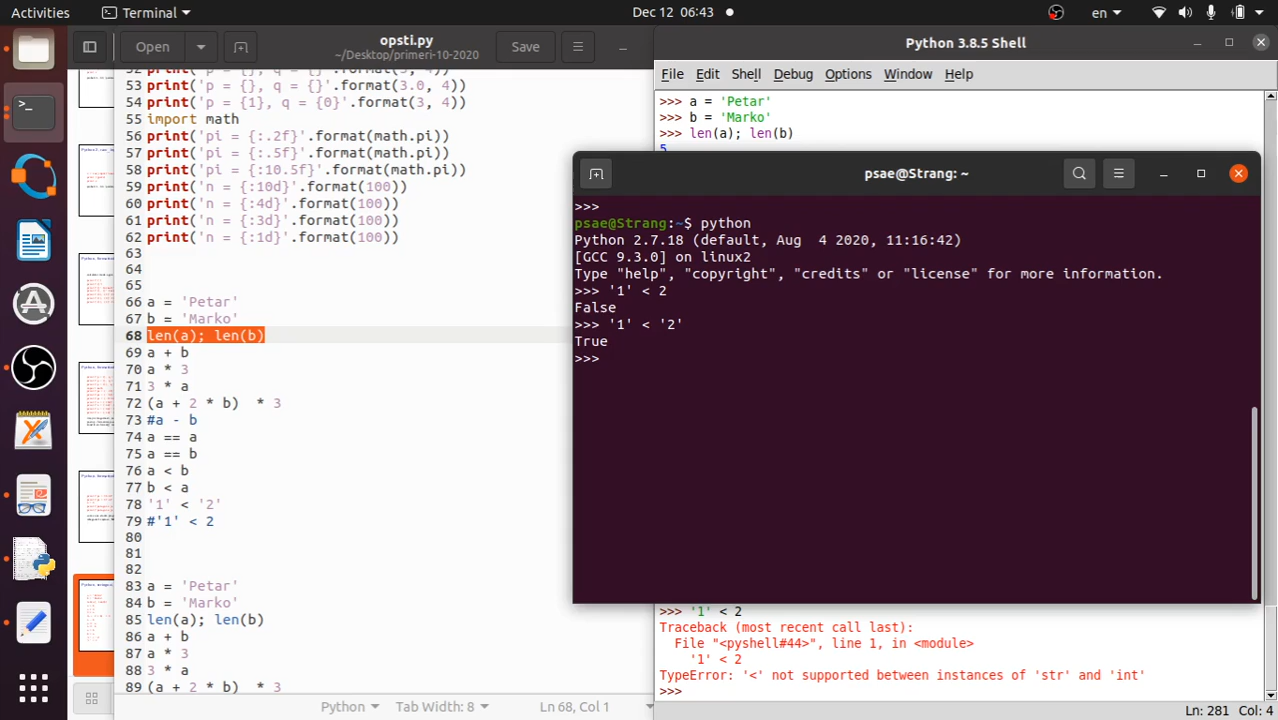 Activities
Terminal
Dec 12 06:43
en
Open
opsti.py
~/Desktop/primeri-10-2020
Save
53 print('p = {}, q = {}'.format(3.0, 4))
54 print('p = {1}, q = {0}'.format(3, 4))
55 import math
56 print('pi = {:.2f}'.format(math.pi))
57 print('pi = {:.5f}'.format(math.pi))
58 print('pi = {:10.5f}'.format(math.pi))
59 print('n = {:10d}'.format(100))
60 print('n = {:4d}'.format(100))
61 print('n = {:3d}'.format(100))
62 print('n = {:1d}'.format(100))
63
64
65
66 a = 'Petar'
67 b = 'Marko'
68 len(a); len(b)
69 a + b
70 a * 3
71 3 * a
72 (a + 2 * b)  * 3
73 #a - b
74 a == a
75 a == b
76 a < b
77 b < a
78 '1' < '2'
79 #'1' < 2
80
81
82
83 a = 'Petar'
84 b = 'Marko'
85 len(a); len(b)
86 a + b
87 a * 3
88 3 * a
89 (a + 2 * b)  * 3
Python
Tab Width: 8
Ln 68, Col 1
Python 3.8.5 Shell
File Edit Shell Debug Options Window Help
>>> a = 'Petar'
>>> b = 'Marko'
>>> len(a); len(b)
5
psae@Strang: ~
>>>
psae@Strang:~$ python
Python 2.7.18 (default, Aug  4 2020, 11:16:42)
[GCC 9.3.0] on linux2
Type "help", "copyright", "credits" or "license" for more information.
>>> '1' < 2
False
>>> '1' < '2'
True
>>>
>>> '1' < 2
Traceback (most recent call last):
  File "<pyshell#44>", line 1, in <module>
    '1' < 2
TypeError: '<' not supported between instances of 'str' and 'int'
>>>
Ln: 281 Col: 4